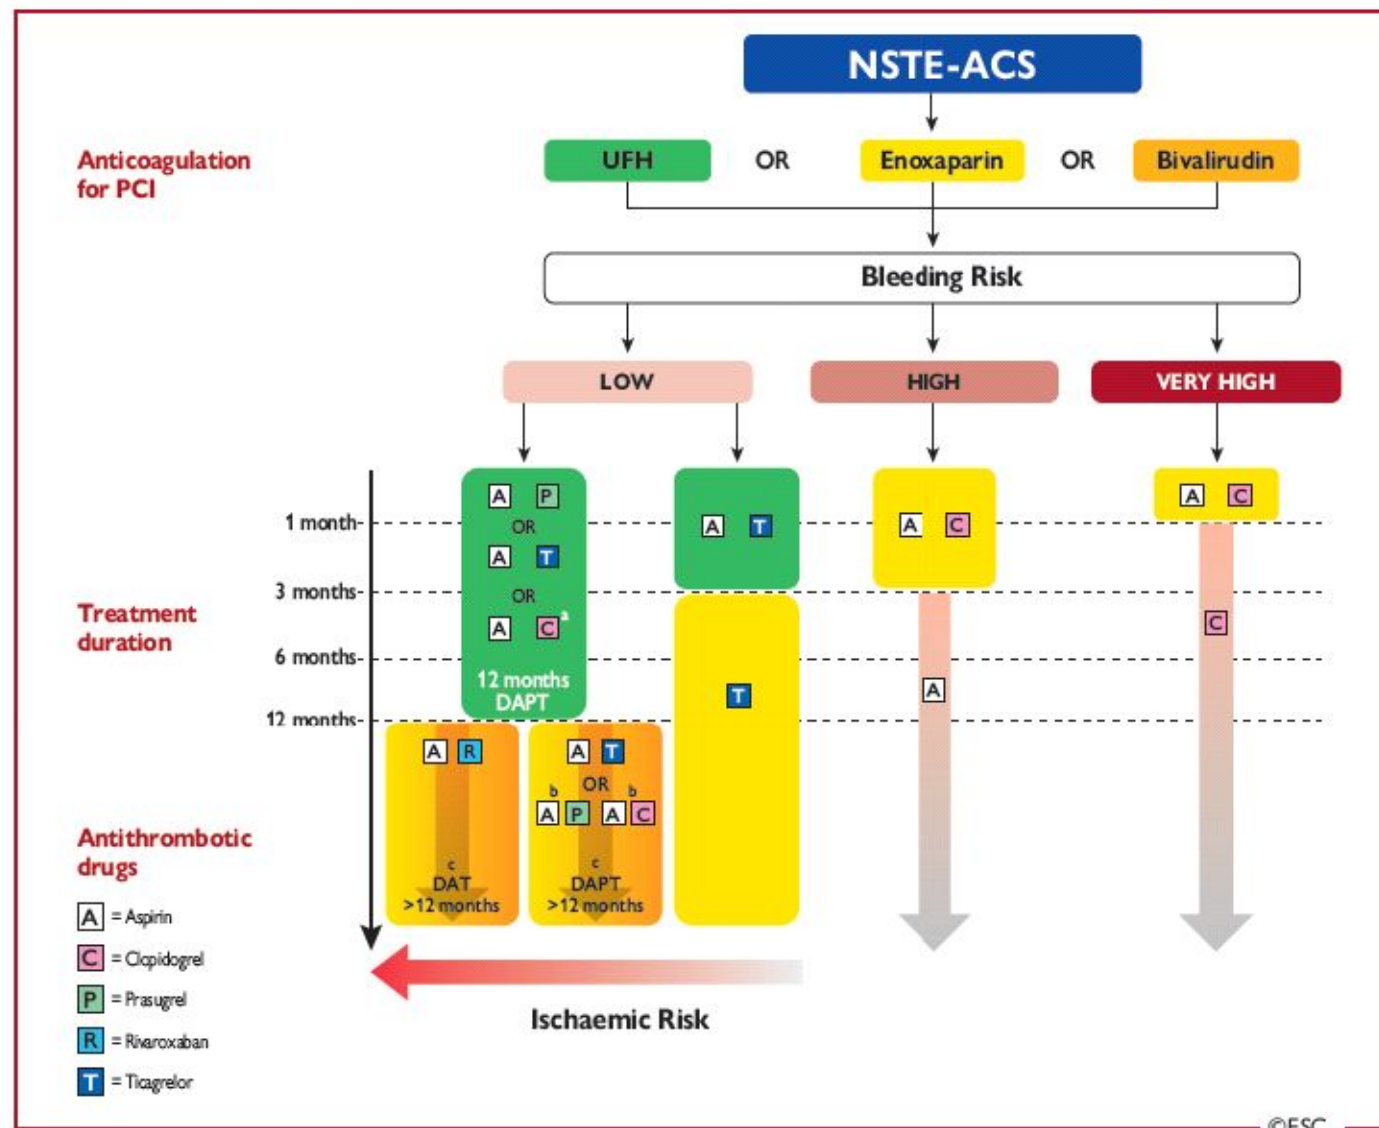 NSTE-ACS
Anticoagulation
for PCI
UFH OR Enoxaparin OR Bivalirudin
Bleeding Risk
LOW HIGH VERY HIGH
A P
OR
A T
OR
A C a
12 months
DAPT
A T
T
A C
A
A C
C
1 month
3 months
6 months
12 months
Treatment
duration
A R
c
DAT
>12 months
A T
OR
b b
A P A C
c
DAPT
>12 months
Ischaemic Risk
Antithrombotic
drugs
A = Aspirin
C = Clopidogrel
P = Prasugrel
R = Rivaroxaban
T = Ticagrelor
©ESC